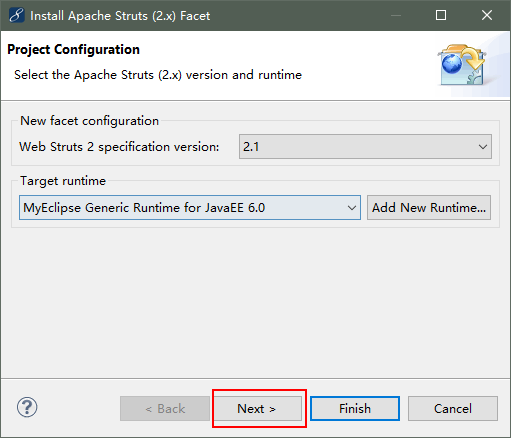 Install Apache Struts (2.x) Facet
Project Configuration
Select the Apache Struts (2.x) version and runtime
New facet configuration
Web Struts 2 specification version:
2.1
Target runtime
MyEclipse Generic Runtime for JavaEE 6.0
Add New Runtime...
?
< Back
Next >
Finish
Cancel